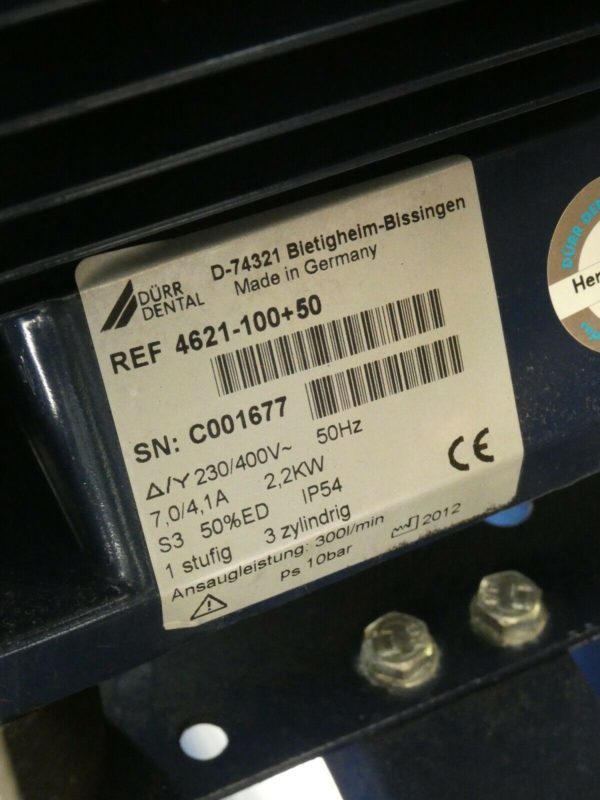 DÜRR
DENTAL
D-74321 Bietigheim-Bissingen
Made in Germany
REF 4621-100+50
SN: C001677
Δ/Y 230/400V~ 50Hz
7,0/4,1A 2,2KW
S3 50%ED IP54
1 stufig 3 zylindrig
Ansaugleistung: 300l/min 2012
Ps 10bar
CE
DÜRR DE
Her